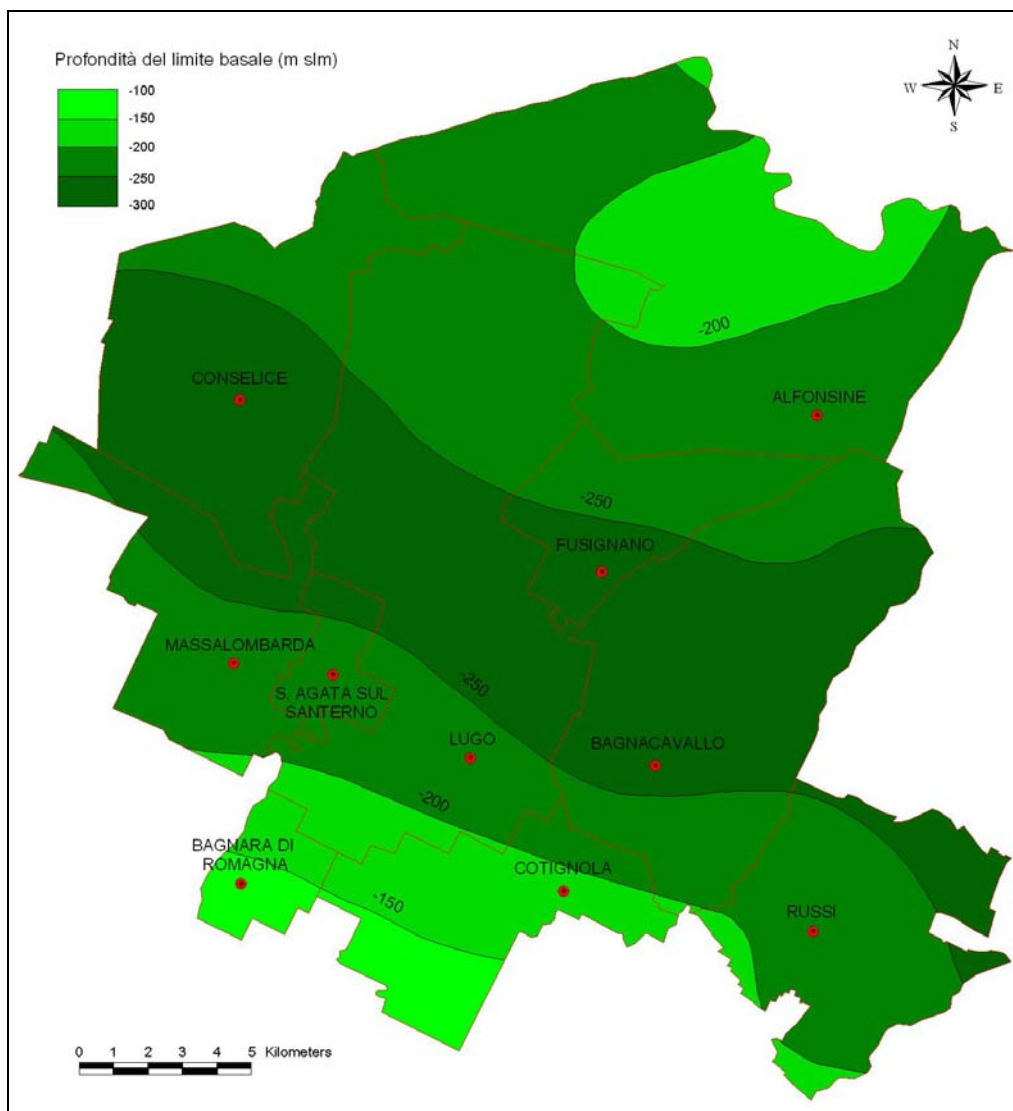 Profondità del limite basale (m slm)
-100
-150
-200
-250
-300
N
W E
S
-200
CONSELICE
ALFONSINE
-250
FUSIGNANO
MASSALOMBARDA
S. AGATA SUL
SANTERNO
-250
LUGO
BAGNACAVALLO
-200
BAGNARA DI
ROMAGNA
COTIGNOLA
-150
RUSSI
0 1 2 3 4 5 Kilometers